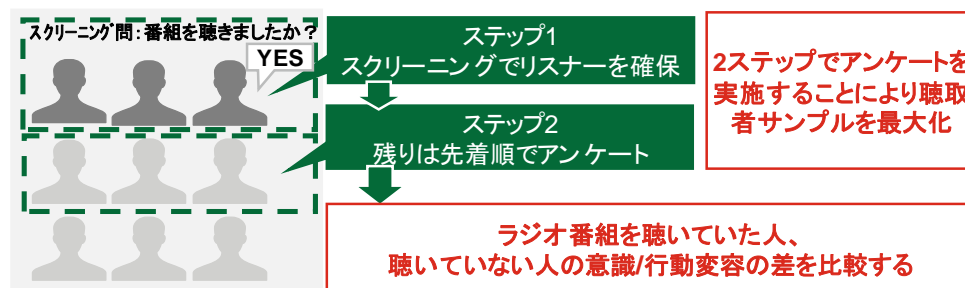 スクリーニング問:番組を聴きましたか?
YES
ステップ1
スクリーニングでリスナーを確保
ステップ2
残りは先着順でアンケート
2ステップでアンケートを
実施することにより聴取
者サンプルを最大化
ラジオ番組を聴いていた人、
聴いていない人の意識/行動変容の差を比較する